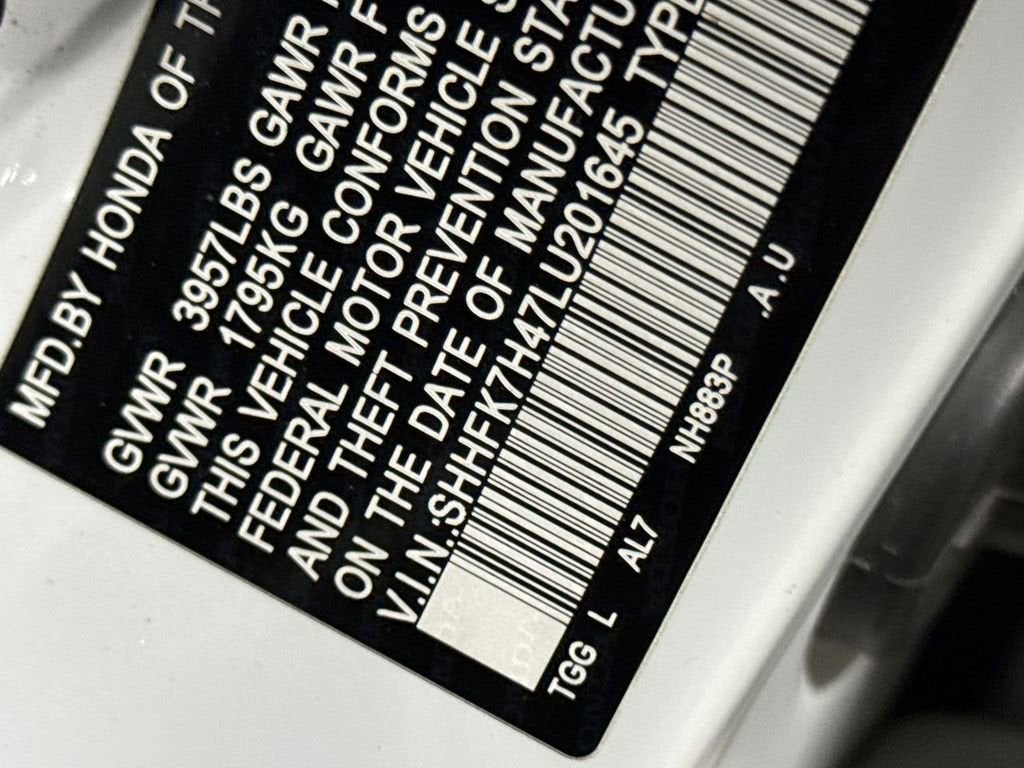 MFD.BY HONDA OF
GVWR 3957LBS GAWR
GVWR 1795KG GAWR F
THIS VEHICLE CONFORMS
FEDERAL MOTOR VEHICLE S
AND THEFT PREVENTION STA
ON THE DATE OF MANUFACTU
V.I.N.:SHHFK7H47LU201645 TYPE
TGG L AL7 NH883P .A.U